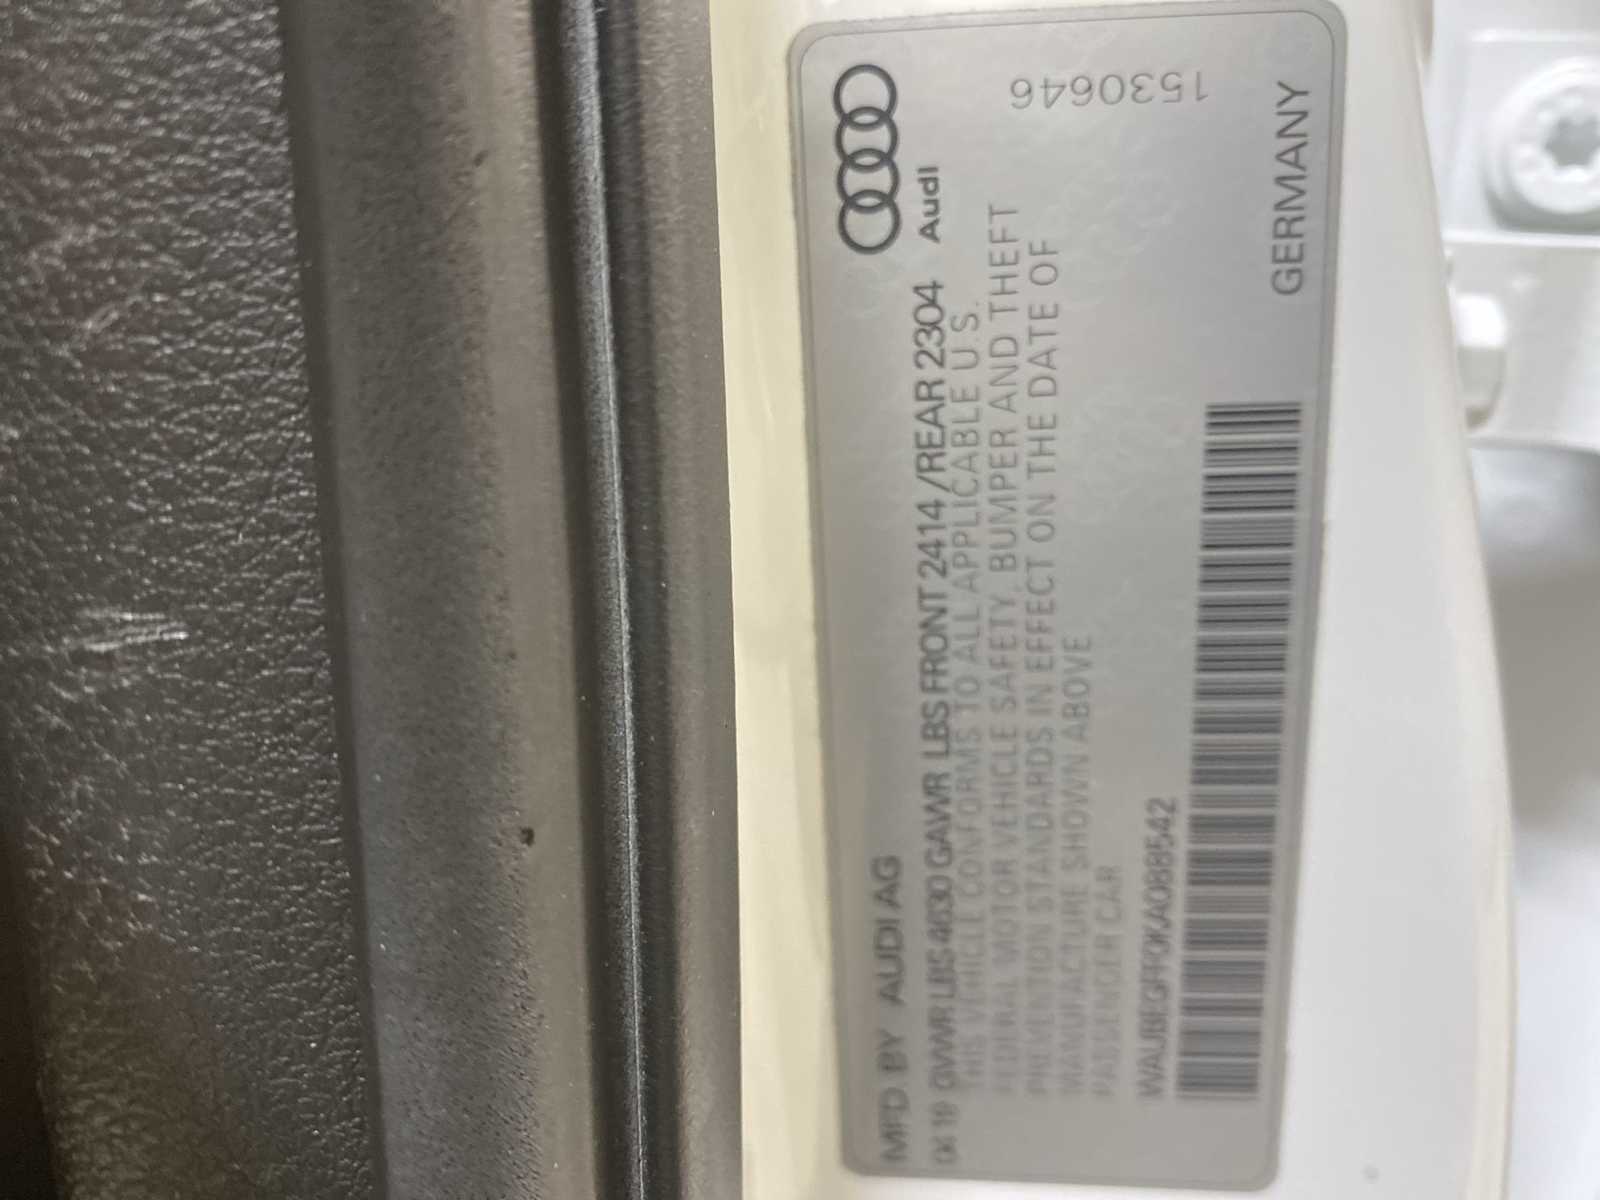 MFD BY AUDI AG
Audi
04 19 GVWR LBS 4630 GAWR LBS FRONT 2414/REAR 2304
THIS VEHICLE CONFORMS TO ALL APPLICABLE U.S.
FEDERAL MOTOR VEHICLE SAFETY, BUMPER AND THEFT
PREVENTION STANDARDS IN EFFECT ON THE DATE OF
MANUFACTURE SHOWN ABOVE
PASSENGER CAR
WAUBEGFF0KA088542
GERMANY
1530646